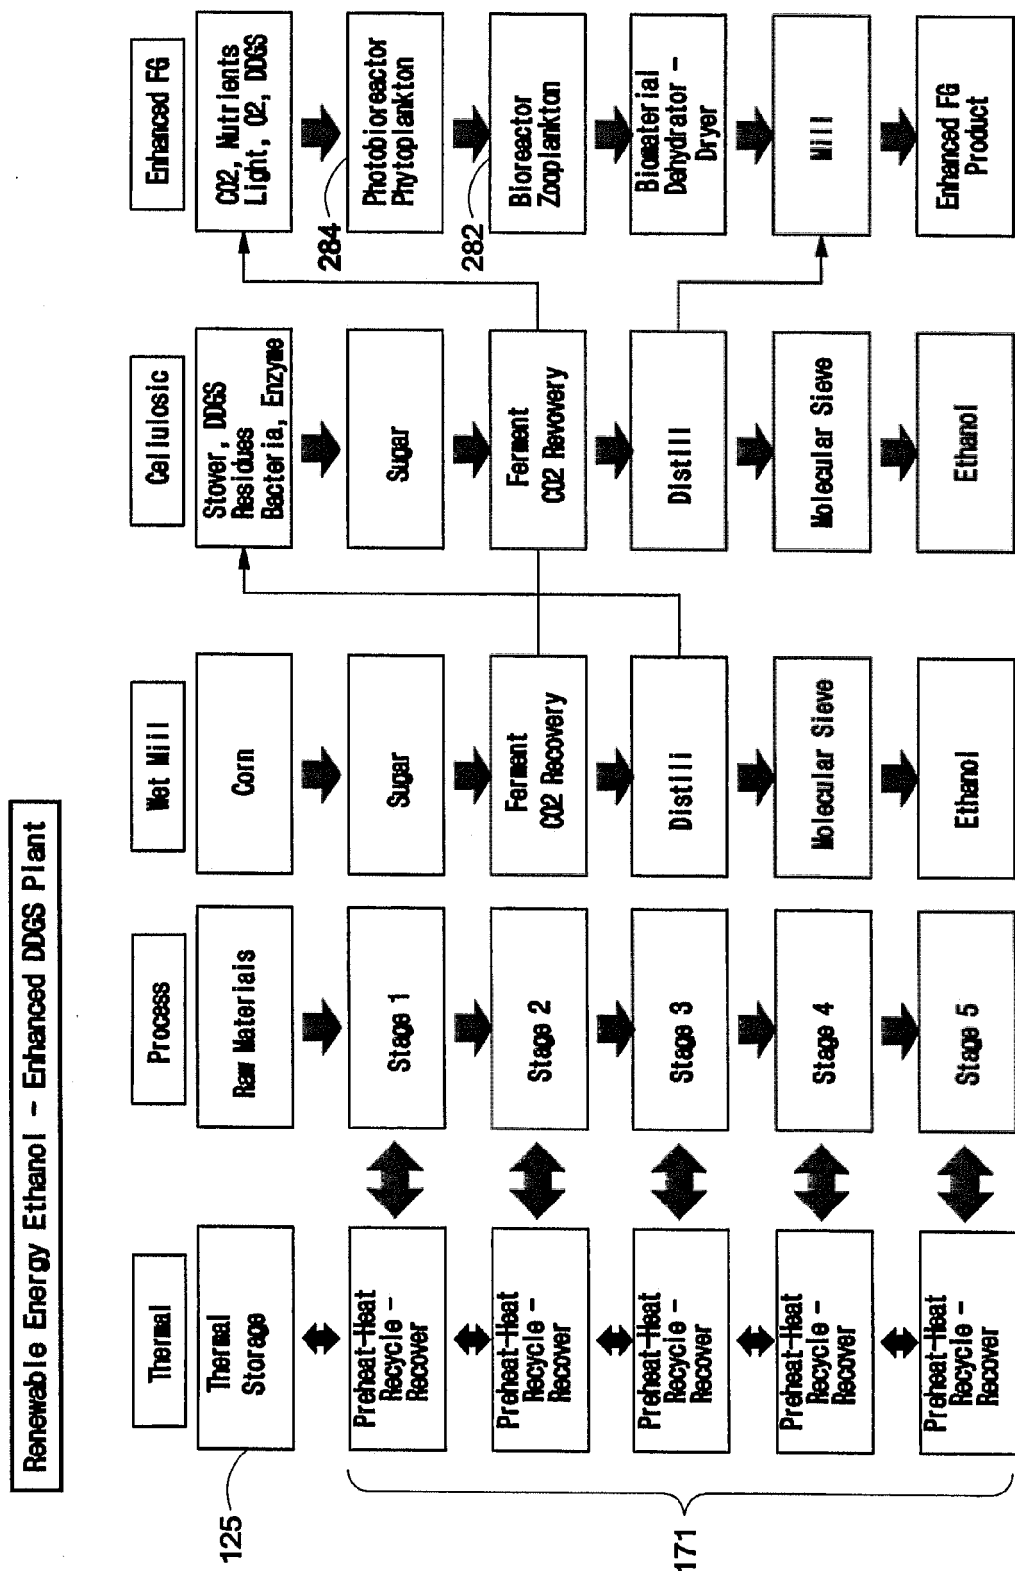 Renewable Energy Ethanol - Enhanced DDGS Plant
Thermal
Process
Wet Mill
Cellulosic
Enhanced FG
Thermal
Storage
Raw Materials
Corn
Stover, DDGS
Residues
Bacteria, Enzyme
CO2, Nutrients
Light, O2, DDGS
125
Preheat-Heat
Recycle -
Recover
Stage 1
Sugar
Sugar
284
Photobioreactor
Phytoplankton
Preheat-Heat
Recycle -
Recover
Stage 2
Ferment
CO2 Recovery
Ferment
CO2 Revovery
282
Bioreactor
Zooplankton
Preheat-Heat
Recycle -
Recover
Stage 3
Distill
Distill
Biomaterial
Dehydrator -
Dryer
171
Preheat-Heat
Recycle -
Recover
Stage 4
Molecular Sieve
Molecular Sieve
Mill
Preheat-Heat
Recycle -
Recover
Stage 5
Ethanol
Ethanol
Enhanced FG
Product